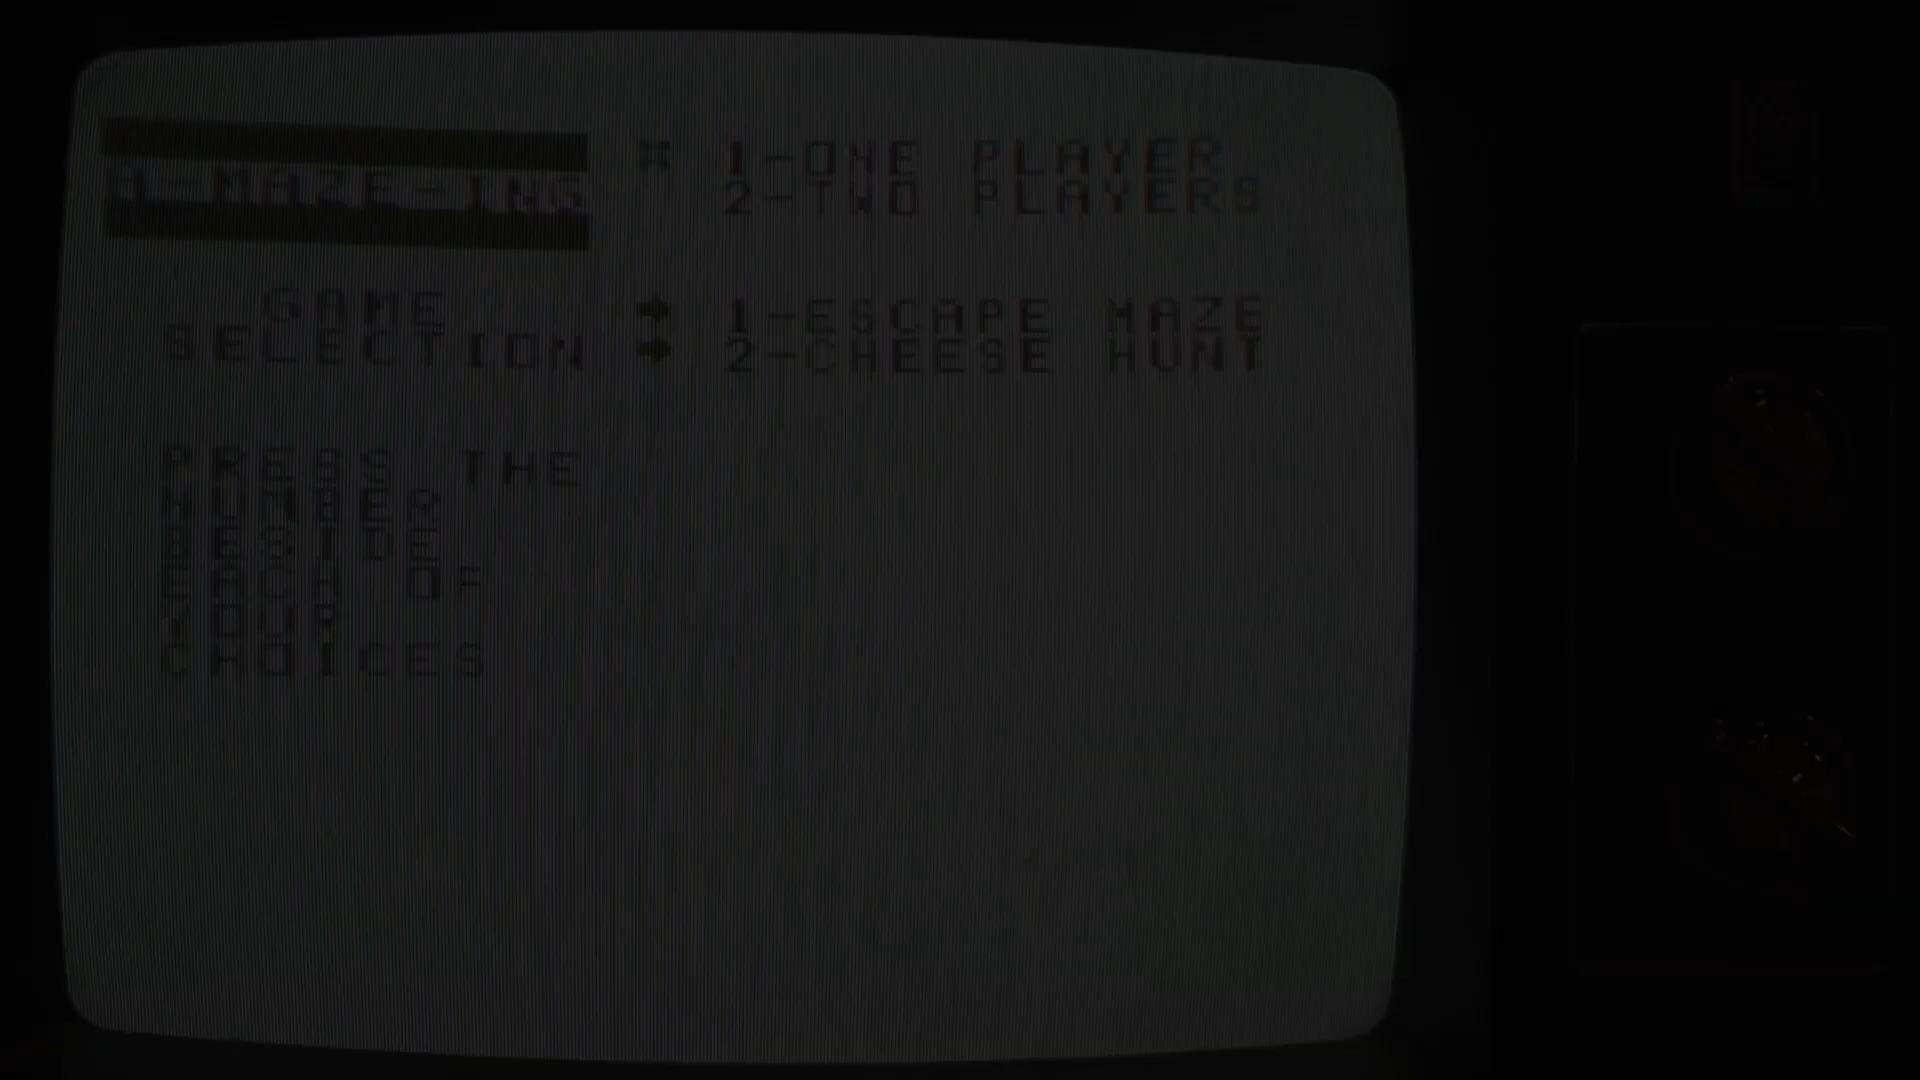 A-MAZE-ING
1-ONE PLAYER
2-TWO PLAYERS
GAME
SELECTION
1-ESCAPE MAZE
2-CHEESE HUNT
PRESS THE
NUMBER
BESIDE
EACH OF
YOUR
CHOICES